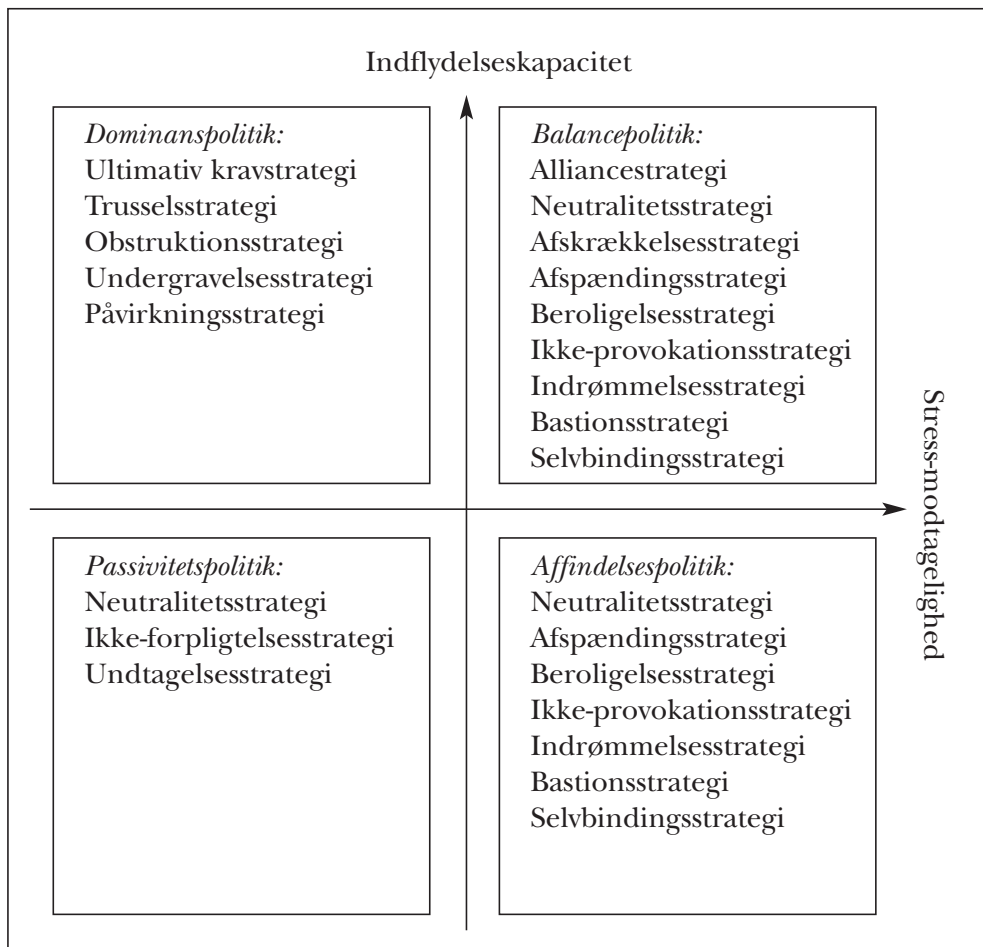 Indflydelseskapacitet
Dominanspolitik:
Ultimativ kravstrategi
Trusselsstrategi
Obstruktionsstrategi
Undergravelsesstrategi
Påvirkningsstrategi
Balancepolitik:
Alliancestrategi
Neutralitetsstrategi
Afskrækkelsesstrategi
Afspændingsstrategi
Beroligelsesstrategi
Ikke-provokationsstrategi
Indrømmelsesstrategi
Bastionsstrategi
Selvbindingsstrategi
Stress-modtagelighed
Passivitetspolitik:
Neutralitetsstrategi
Ikke-forpligtelsesstrategi
Undtagelsesstrategi
Affindelsespolitik:
Neutralitetsstrategi
Afspændingsstrategi
Beroligelsesstrategi
Ikke-provokationsstrategi
Indrømmelsesstrategi
Bastionsstrategi
Selvbindingsstrategi